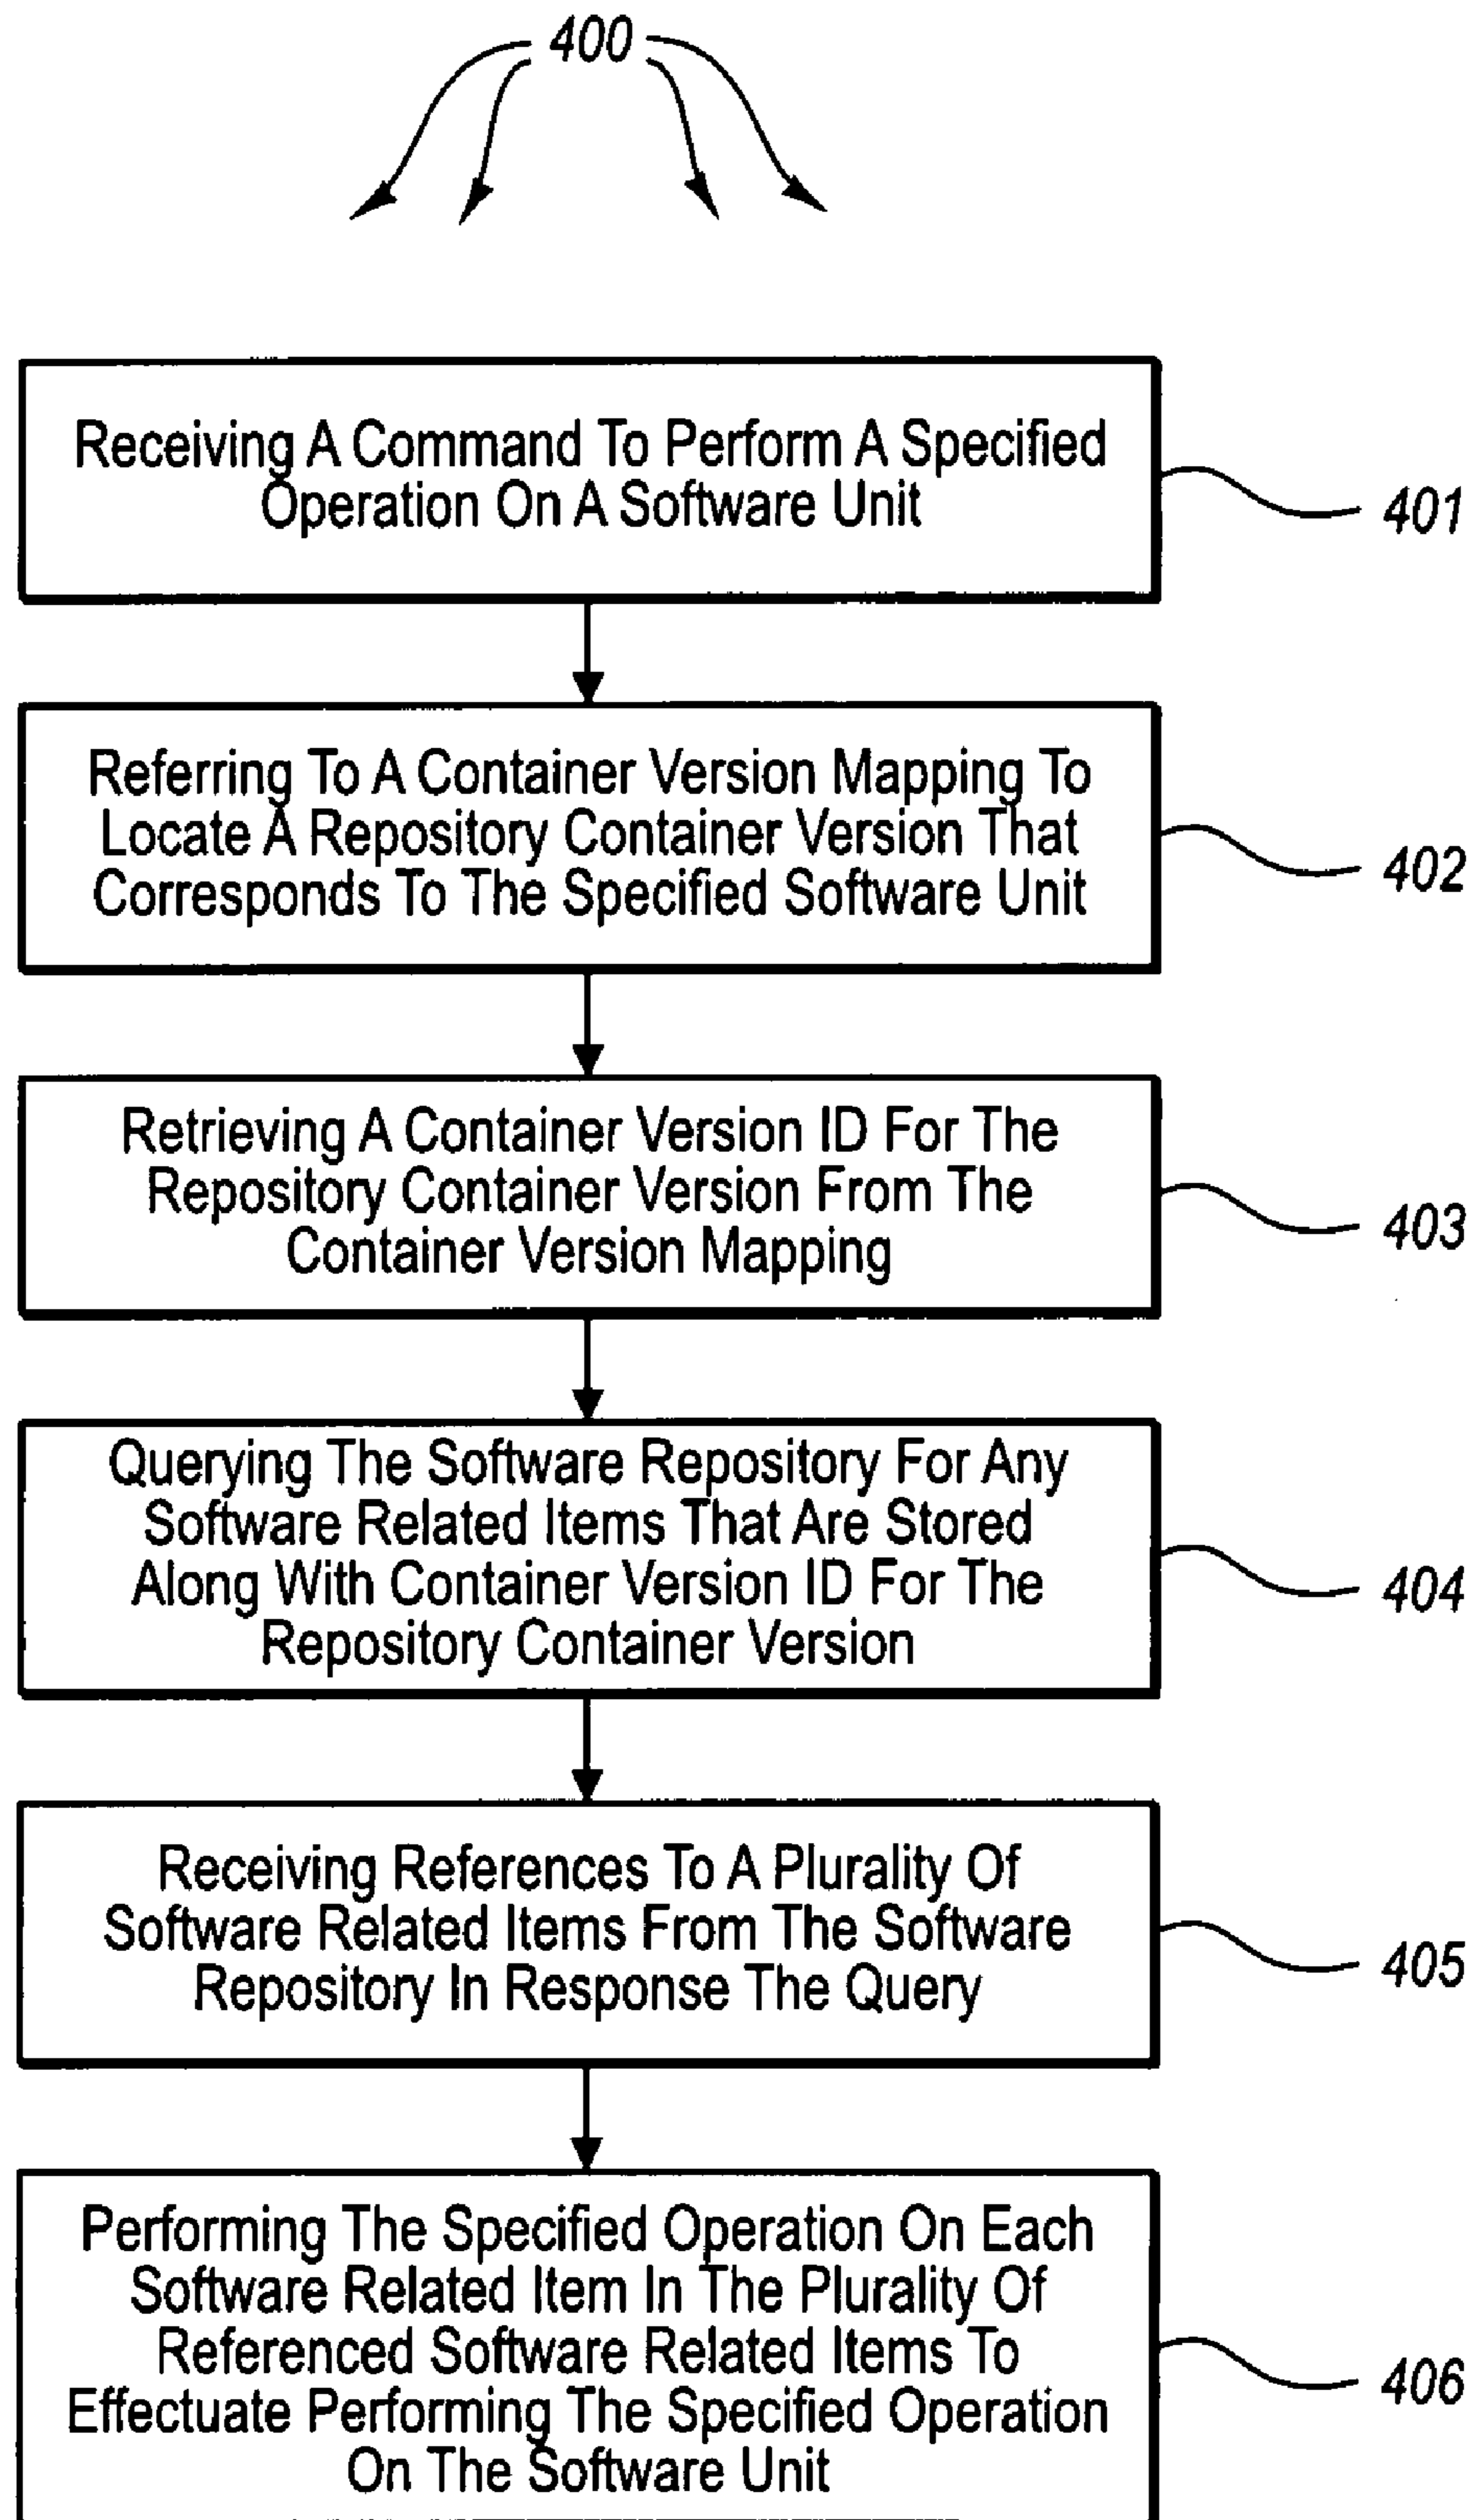 400
Receiving A Command To Perform A Specified
Operation On A Software Unit
401
Referring To A Container Version Mapping To
Locate A Repository Container Version That
Corresponds To The Specified Software Unit
402
Retrieving A Container Version ID For The
Repository Container Version From The
Container Version Mapping
403
Querying The Software Repository For Any
Software Related Items That Are Stored
Along With Container Version ID For The
Repository Container Version
404
Receiving References To A Plurality Of
Software Related Items From The Software
Repository In Response The Query
405
Performing The Specified Operation On Each
Software Related Item In The Plurality Of
Referenced Software Related Items To
Effectuate Performing The Specified Operation
On The Software Unit
406